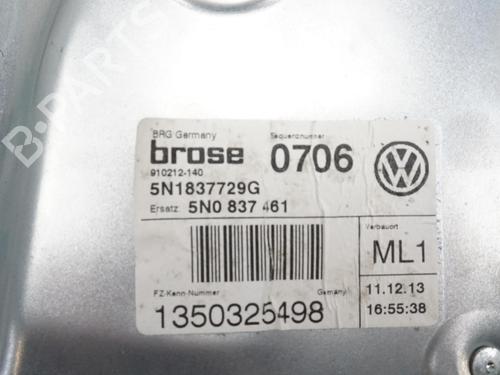 B-PARTS
BRG Germany
Sequenznummer
brose 0706
910212-140
5N1837729G
Ersatz: 5N0 837 461
Verbauort
ML1
FZ-Kenn-Nummer
Germany
11.12.13
1350325498
16:55:38